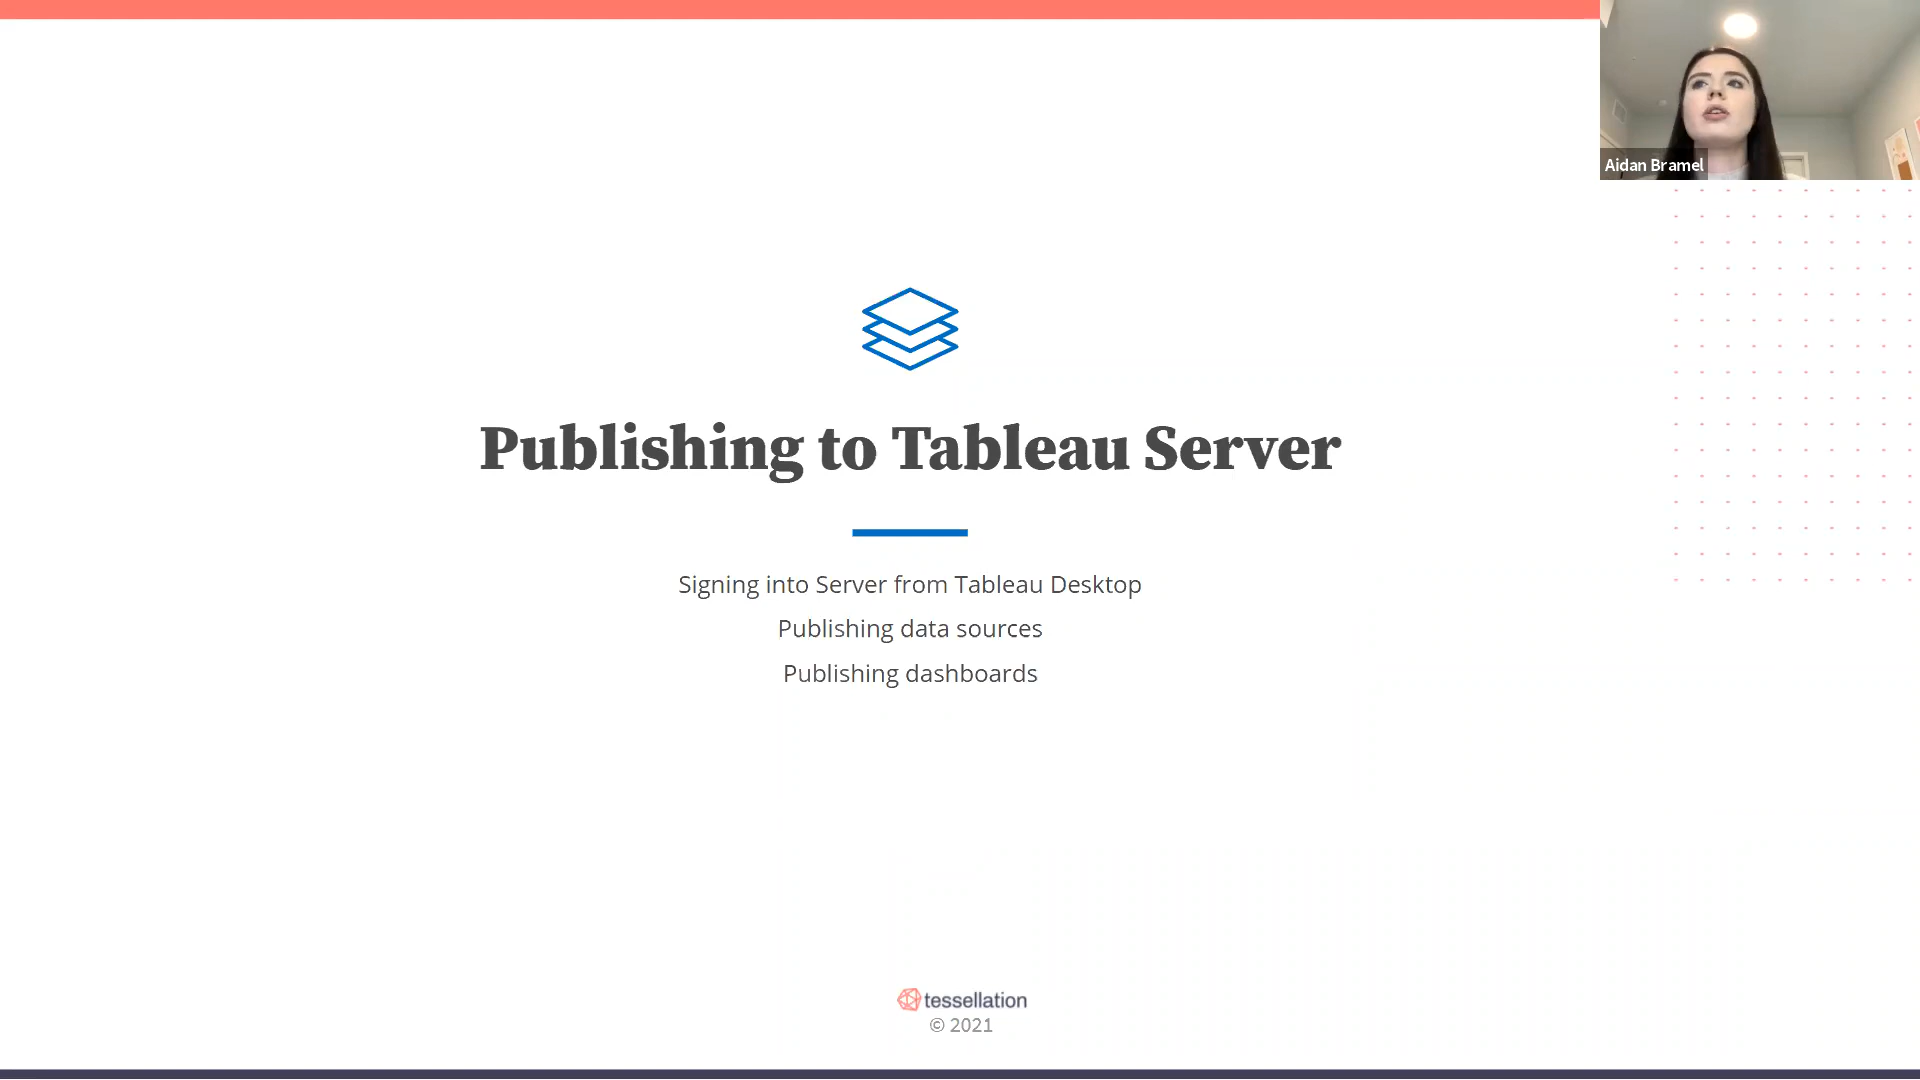 Aidan Bramel
Publishing to Tableau Server
Signing into Server from Tableau Desktop
Publishing data sources
Publishing dashboards
tessellation
© 2021